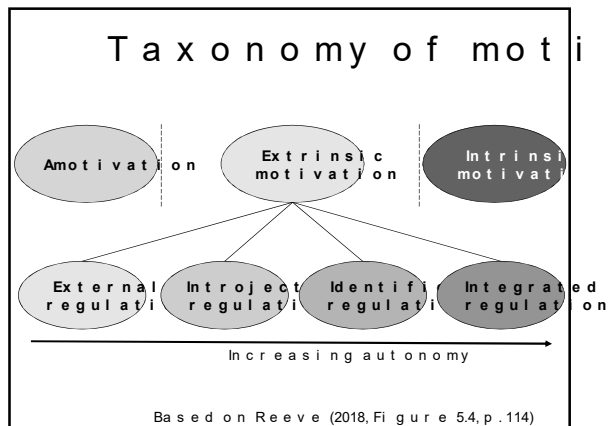 Taxonomy of moti
Amotivation
Extrinsic
motivation
Intrinsi
motivati
External
regulati
Introject
regulati
Identifi
regulati
Integrated
regulation
Increasing autonomy
Based on Reeve (2018, Figure 5.4, p.114)